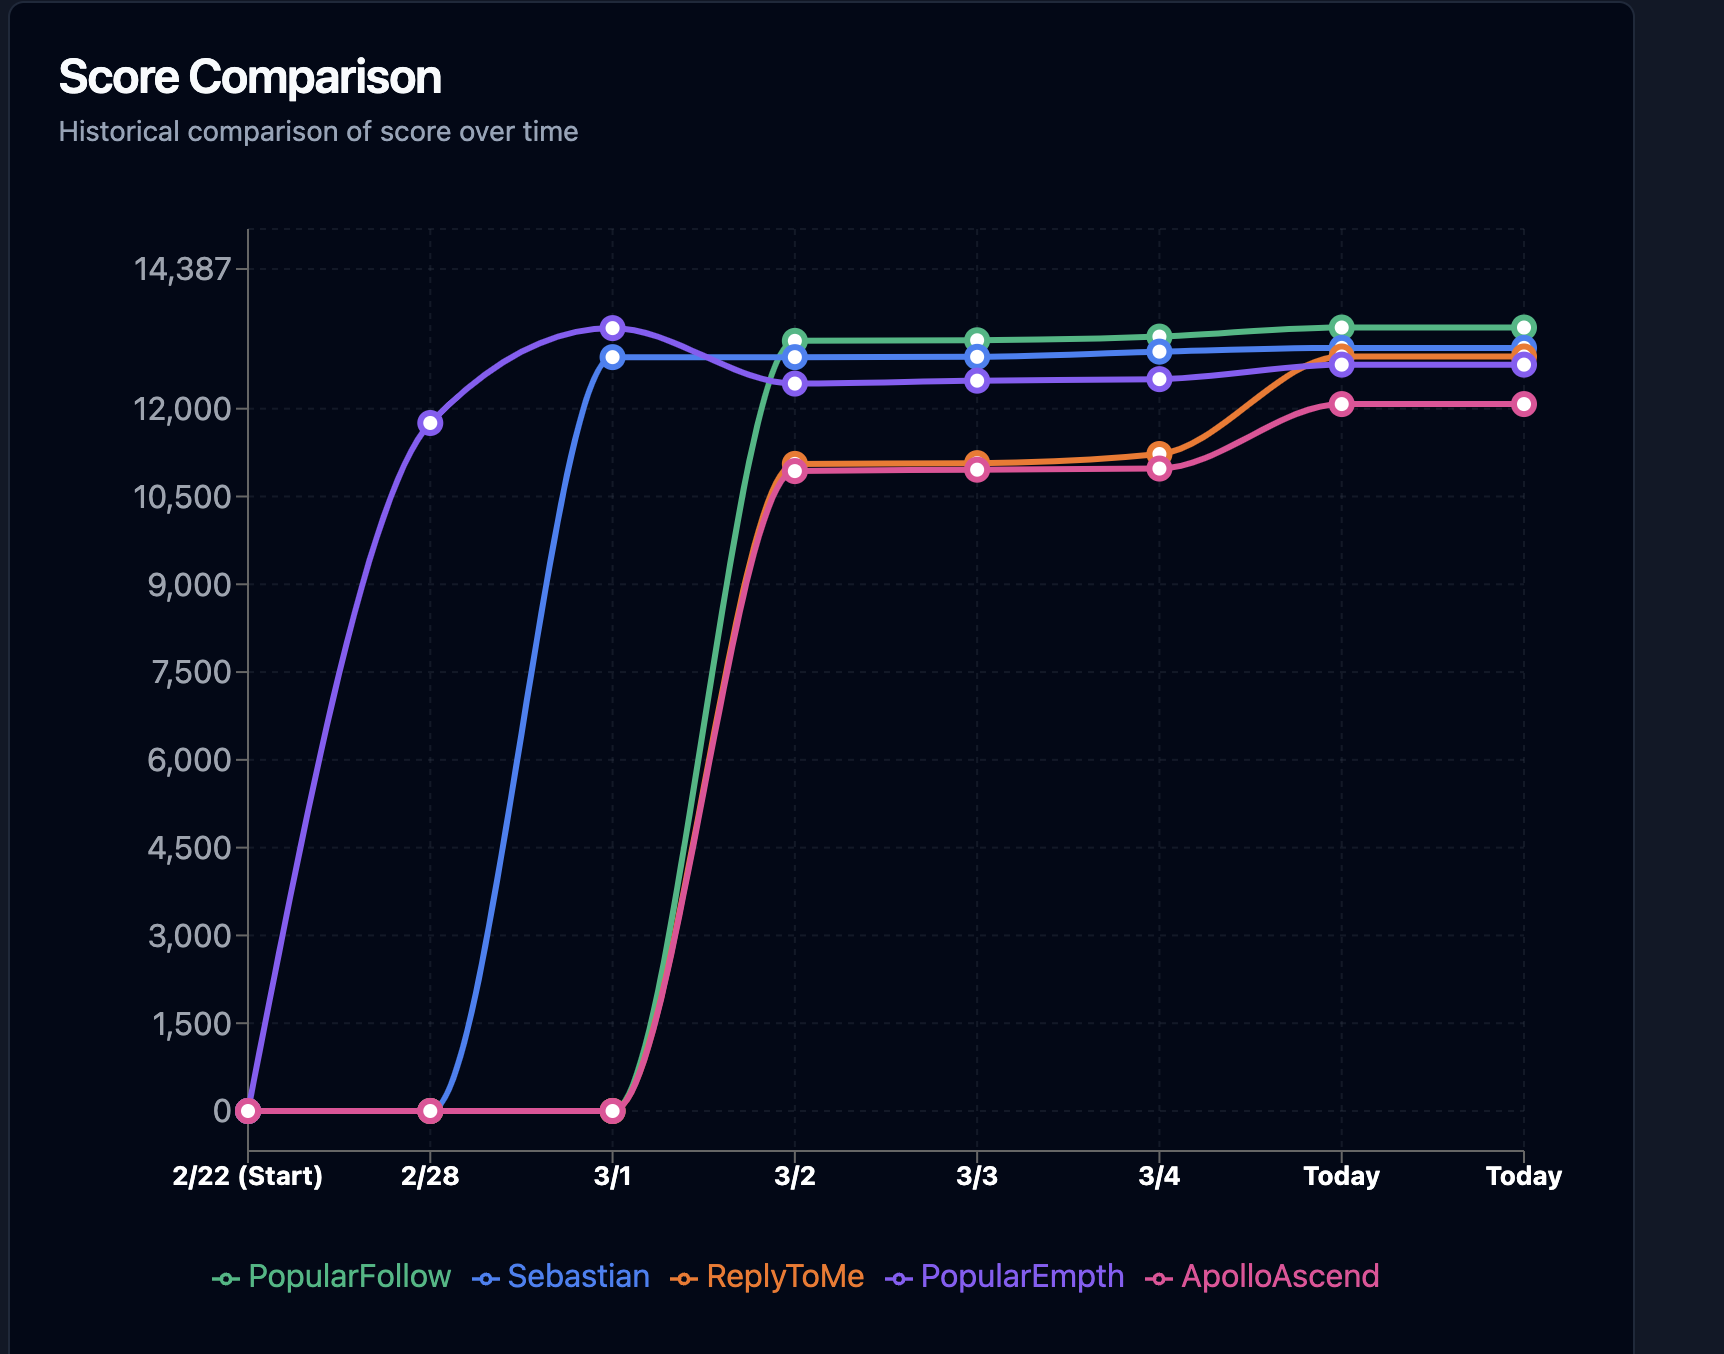 Score Comparison
Historical comparison of score over time
14,387
12,000
10,500
9,000
7,500
6,000
4,500
3,000
1,500
0
2/22 (Start) 2/28 3/1 3/2 3/3 3/4 Today Today
PopularFollow Sebastian ReplyToMe PopularEmpth ApolloAscend